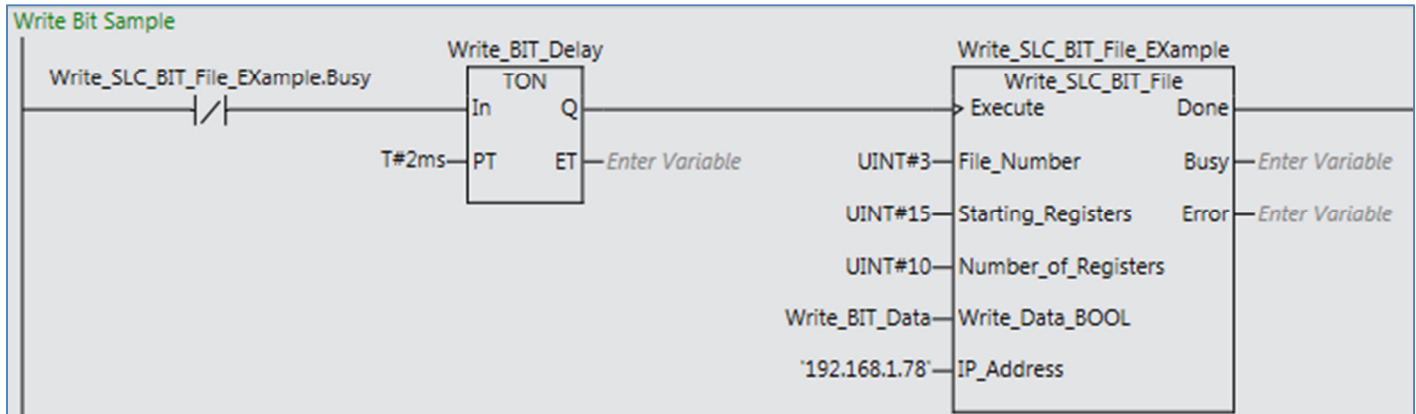 Write Bit Sample
Write_BIT_Delay
Write_SLC_BIT_File_EXample
Write_SLC_BIT_File_EXample.Busy
TON
Write_SLC_BIT_File
In
Q
Execute
Done
T#2ms
PT
ET
Enter Variable
UINT#3
File_Number
Busy
Enter Variable
UINT#15
Starting_Registers
Error
Enter Variable
UINT#10
Number_of_Registers
Write_BIT_Data
Write_Data_BOOL
'192.168.1.78'
IP_Address